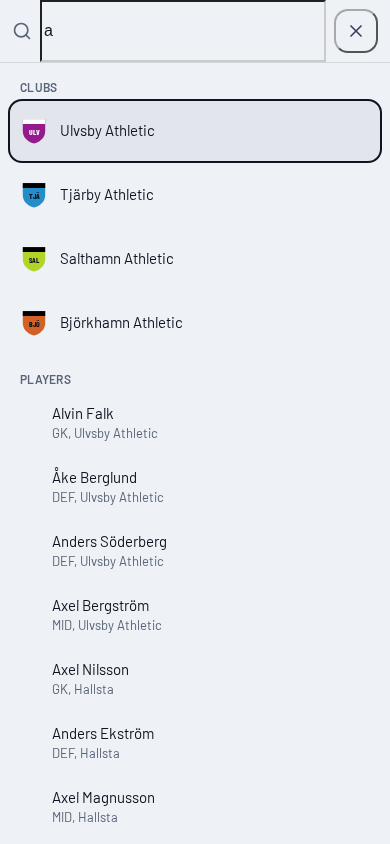 a
CLUBS
ULV Ulvsby Athletic
TJÄ Tjärby Athletic
SAL Salthamn Athletic
BJÖ Björkhamn Athletic
PLAYERS
Alvin Falk
GK, Ulvsby Athletic
Åke Berglund
DEF, Ulvsby Athletic
Anders Söderberg
DEF, Ulvsby Athletic
Axel Bergström
MID, Ulvsby Athletic
Axel Nilsson
GK, Hallsta
Anders Ekström
DEF, Hallsta
Axel Magnusson
MID, Hallsta